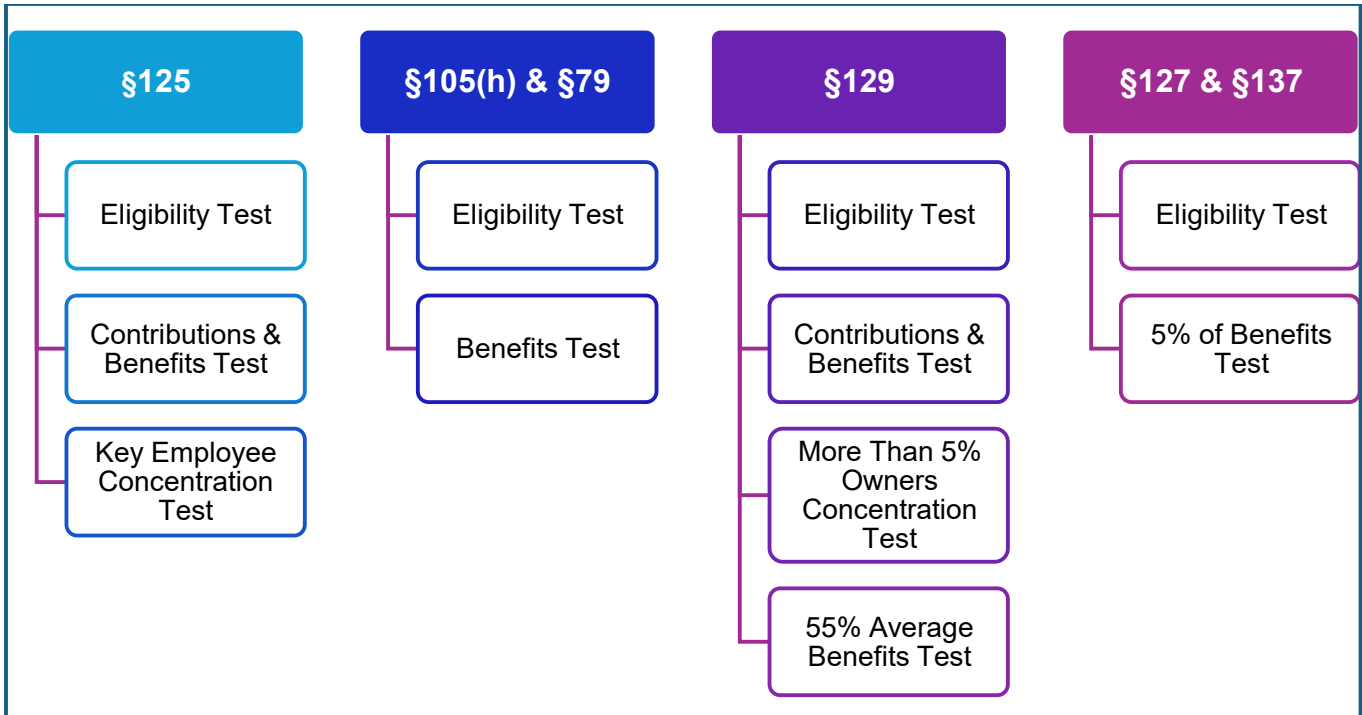 §125
Eligibility Test
Contributions &
Benefits Test
Key Employee
Concentration
Test
§105(h) & §79
Eligibility Test
Benefits Test
§129
Eligibility Test
Contributions &
Benefits Test
More Than 5%
Owners
Concentration
Test
55% Average
Benefits Test
§127 & §137
Eligibility Test
5% of Benefits
Test